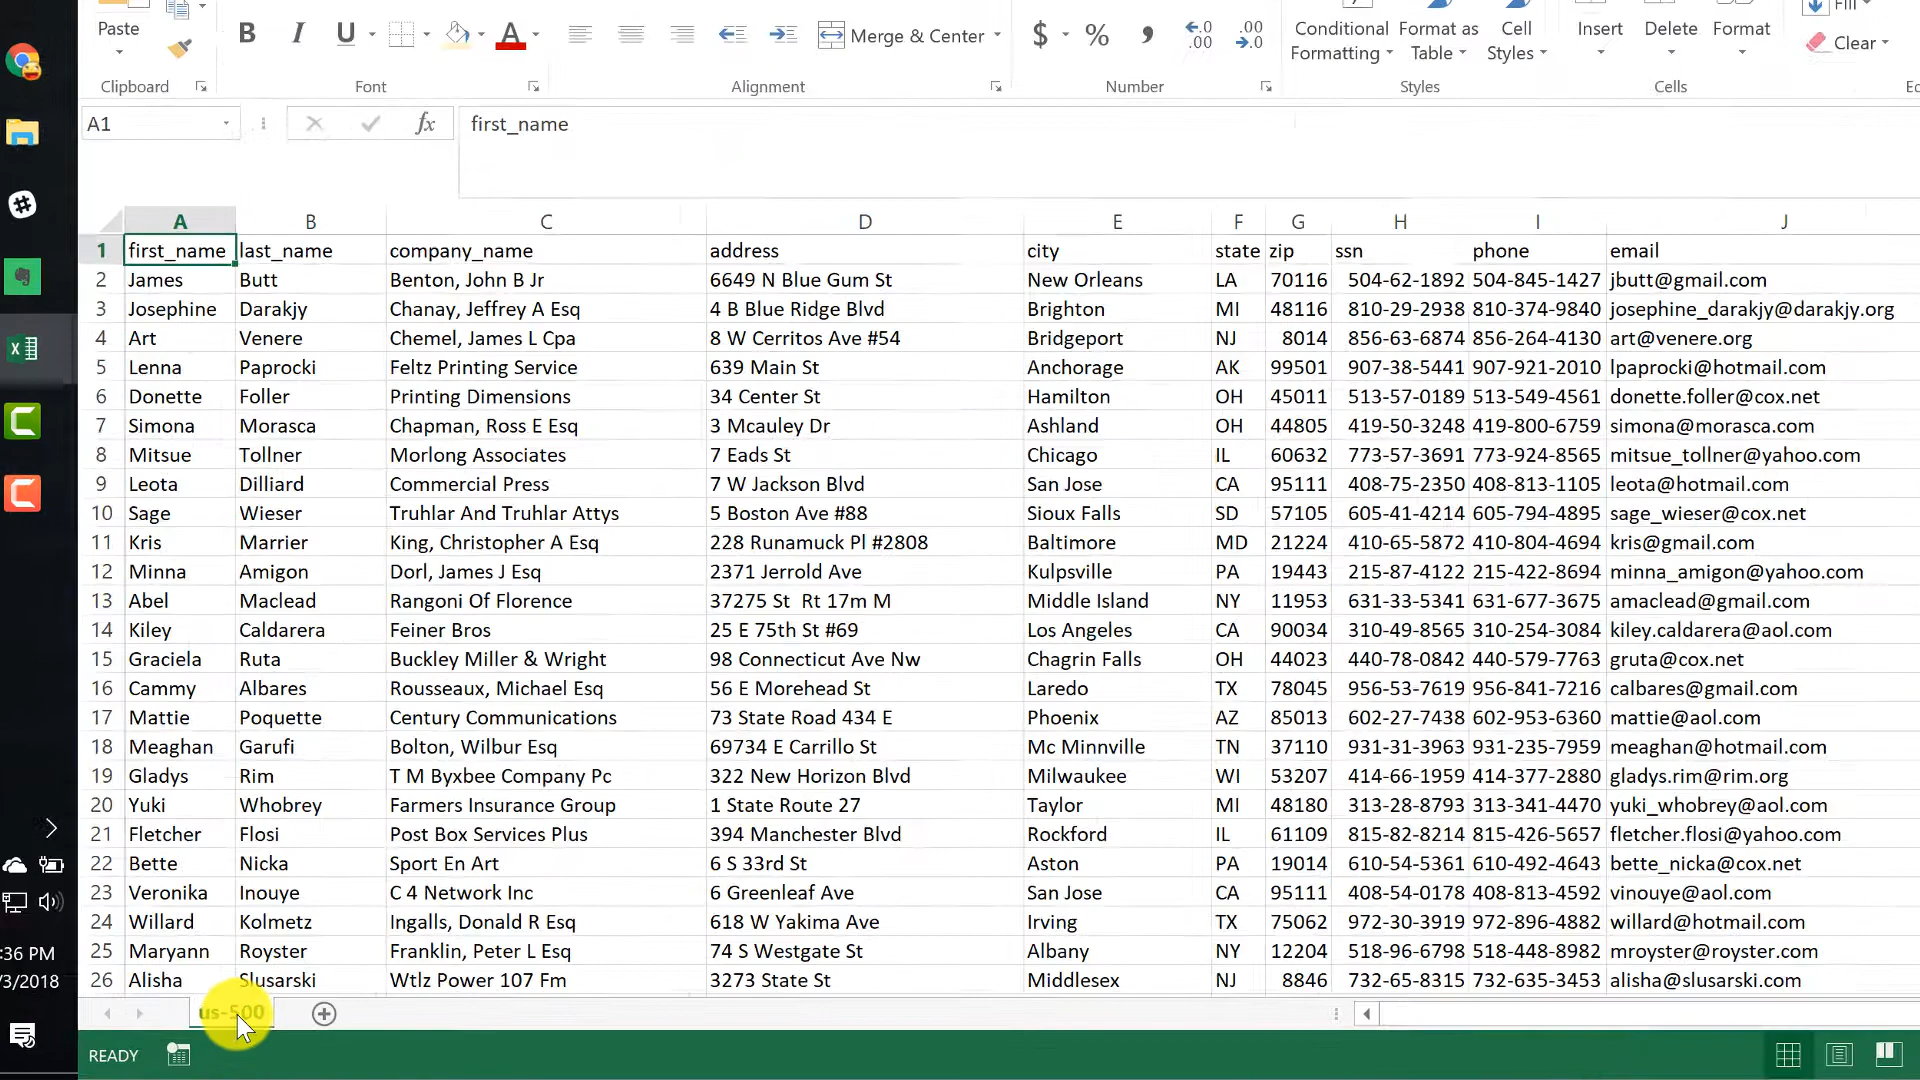 Paste
B I U A
Merge & Center
$ % ,
Conditional Formatting
Format as Table
Cell Styles
Insert
Delete
Format
Fill
Clear
Clipboard Font Alignment Number Styles Cells
A1 fx first_name
A B C D E F G H I J
1 first_name last_name company_name address city state zip ssn phone email
2 James Butt Benton, John B Jr 6649 N Blue Gum St New Orleans LA 70116 504-62-1892 504-845-1427 jbutt@gmail.com
3 Josephine Darakjy Chanay, Jeffrey A Esq 4 B Blue Ridge Blvd Brighton MI 48116 810-29-2938 810-374-9840 josephine_darakjy@darakjy.org
4 Art Venere Chemel, James L Cpa 8 W Cerritos Ave #54 Bridgeport NJ 8014 856-63-6874 856-264-4130 art@venere.org
5 Lenna Paprocki Feltz Printing Service 639 Main St Anchorage AK 99501 907-38-5441 907-921-2010 lpaprocki@hotmail.com
6 Donette Foller Printing Dimensions 34 Center St Hamilton OH 45011 513-57-0189 513-549-4561 donette.foller@cox.net
7 Simona Morasca Chapman, Ross E Esq 3 Mcauley Dr Ashland OH 44805 419-50-3248 419-800-6759 simona@morasca.com
8 Mitsue Tollner Morlong Associates 7 Eads St Chicago IL 60632 773-57-3691 773-924-8565 mitsue_tollner@yahoo.com
9 Leota Dilliard Commercial Press 7 W Jackson Blvd San Jose CA 95111 408-75-2350 408-813-1105 leota@hotmail.com
10 Sage Wieser Truhlar And Truhlar Attys 5 Boston Ave #88 Sioux Falls SD 57105 605-41-4214 605-794-4895 sage_wieser@cox.net
11 Kris Marrier King, Christopher A Esq 228 Runamuck Pl #2808 Baltimore MD 21224 410-65-5872 410-804-4694 kris@gmail.com
12 Minna Amigon Dorl, James J Esq 2371 Jerrold Ave Kulpsville PA 19443 215-87-4122 215-422-8694 minna_amigon@yahoo.com
13 Abel Maclead Rangoni Of Florence 37275 St  Rt 17m M Middle Island NY 11953 631-33-5341 631-677-3675 amaclead@gmail.com
14 Kiley Caldarera Feiner Bros 25 E 75th St #69 Los Angeles CA 90034 310-49-8565 310-254-3084 kiley.caldarera@aol.com
15 Graciela Ruta Buckley Miller & Wright 98 Connecticut Ave Nw Chagrin Falls OH 44023 440-78-0842 440-579-7763 gruta@cox.net
16 Cammy Albares Rousseaux, Michael Esq 56 E Morehead St Laredo TX 78045 956-53-7619 956-841-7216 calbares@gmail.com
17 Mattie Poquette Century Communications 73 State Road 434 E Phoenix AZ 85013 602-27-7438 602-953-6360 mattie@aol.com
18 Meaghan Garufi Bolton, Wilbur Esq 69734 E Carrillo St Mc Minnville TN 37110 931-31-3963 931-235-7959 meaghan@hotmail.com
19 Gladys Rim T M Byxbee Company Pc 322 New Horizon Blvd Milwaukee WI 53207 414-66-1959 414-377-2880 gladys.rim@rim.org
20 Yuki Whobrey Farmers Insurance Group 1 State Route 27 Taylor MI 48180 313-28-8793 313-341-4470 yuki_whobrey@aol.com
21 Fletcher Flosi Post Box Services Plus 394 Manchester Blvd Rockford IL 61109 815-82-8214 815-426-5657 fletcher.flosi@yahoo.com
22 Bette Nicka Sport En Art 6 S 33rd St Aston PA 19014 610-54-5361 610-492-4643 bette_nicka@cox.net
23 Veronika Inouye C 4 Network Inc 6 Greenleaf Ave San Jose CA 95111 408-54-0178 408-813-4592 vinouye@aol.com
24 Willard Kolmetz Ingalls, Donald R Esq 618 W Yakima Ave Irving TX 75062 972-30-3919 972-896-4882 willard@hotmail.com
25 Maryann Royster Franklin, Peter L Esq 74 S Westgate St Albany NY 12204 518-96-6798 518-448-8982 mroyster@royster.com
26 Alisha Slusarski Wtlz Power 107 Fm 3273 State St Middlesex NJ 8846 732-65-8315 732-635-3453 alisha@slusarski.com
us-500
READY
:36 PM
/3/2018